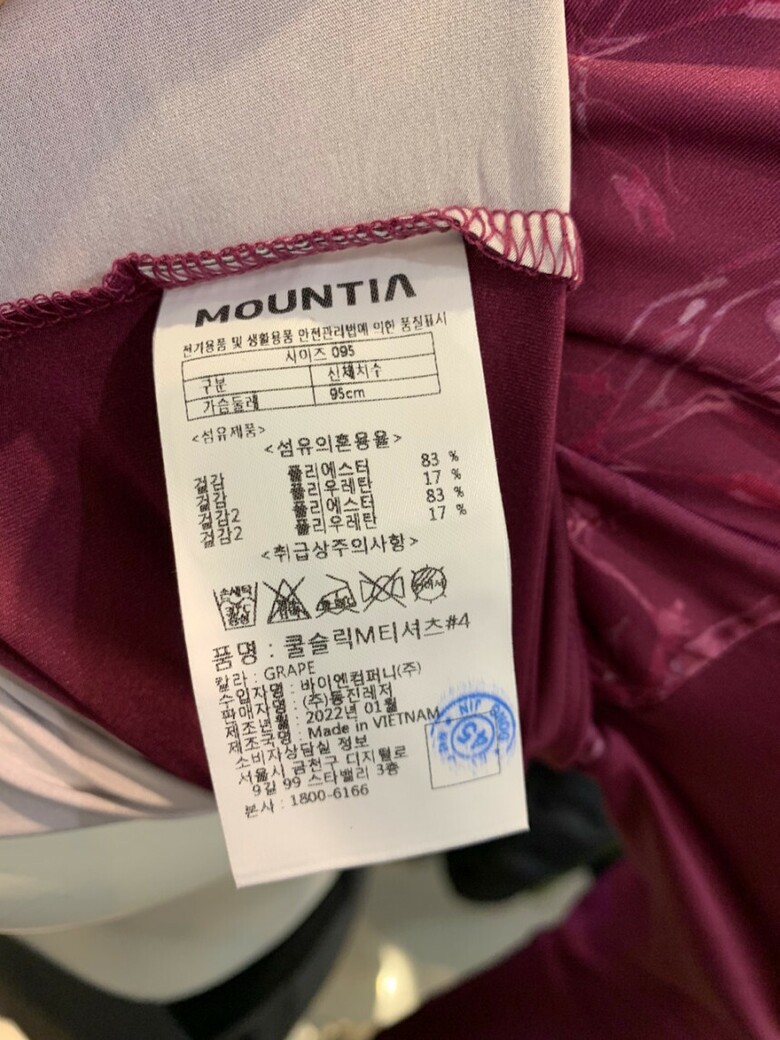 MOUNTIA
전기용품 및 생활용품 안전관리법에 의한 품질표시
사이즈 095
구분 신체치수
가슴둘레 95cm
<섬유제품>
<섬유의혼용율>
겉감 폴리에스터 83 %
겉감 폴리우레탄 17 %
겉감2 폴리에스터 83 %
겉감2 폴리우레탄 17 %
<취급상주의사항>
손세탁
30℃
중성
품명 : 쿨슬릭M티셔츠#4
칼라 : GRAPE
수입자명 : 바이엔컴퍼니(주)
판매자명 : (주)동진레저
제조년월 : 2022년 01월
제조국명 : Made in VIETNAM
소비자상담실 정보
서울시 금천구 디지털로
9길 99 스타밸리 3층
본사 : 1800-6166